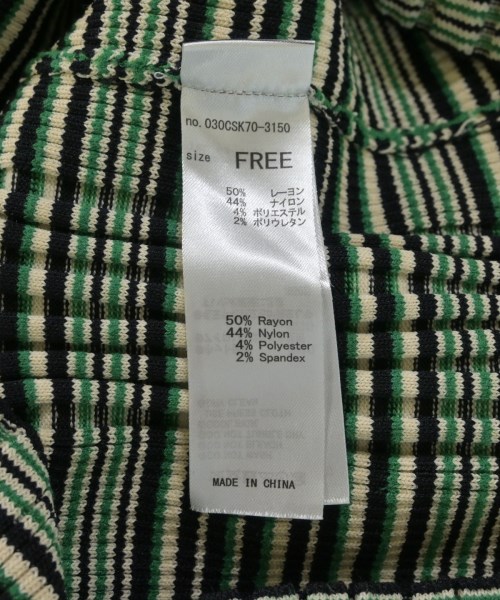 no. 030CSK70-3150
size FREE
50% レーヨン
44% ナイロン
4% ポリエステル
2% ポリウレタン
50% Rayon
44% Nylon
4% Polyester
2% Spandex
MADE IN CHINA